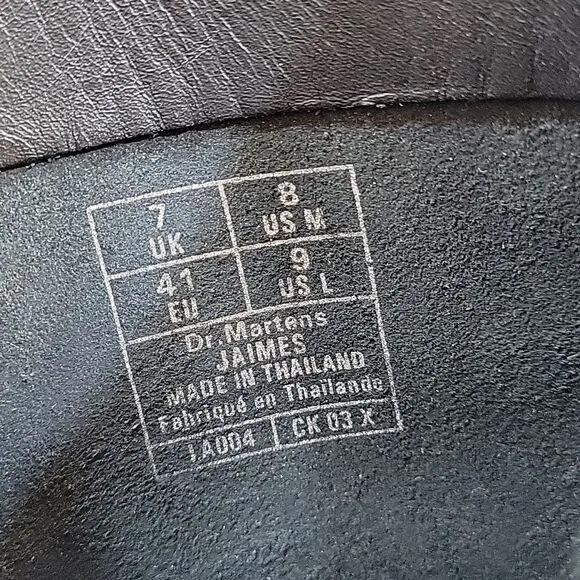 7 8
UK US M
41 9
EU US L
Dr. Martens
JAIMES
MADE IN THAILAND
Fabriqué en Thailande
1A004 CK 03 X